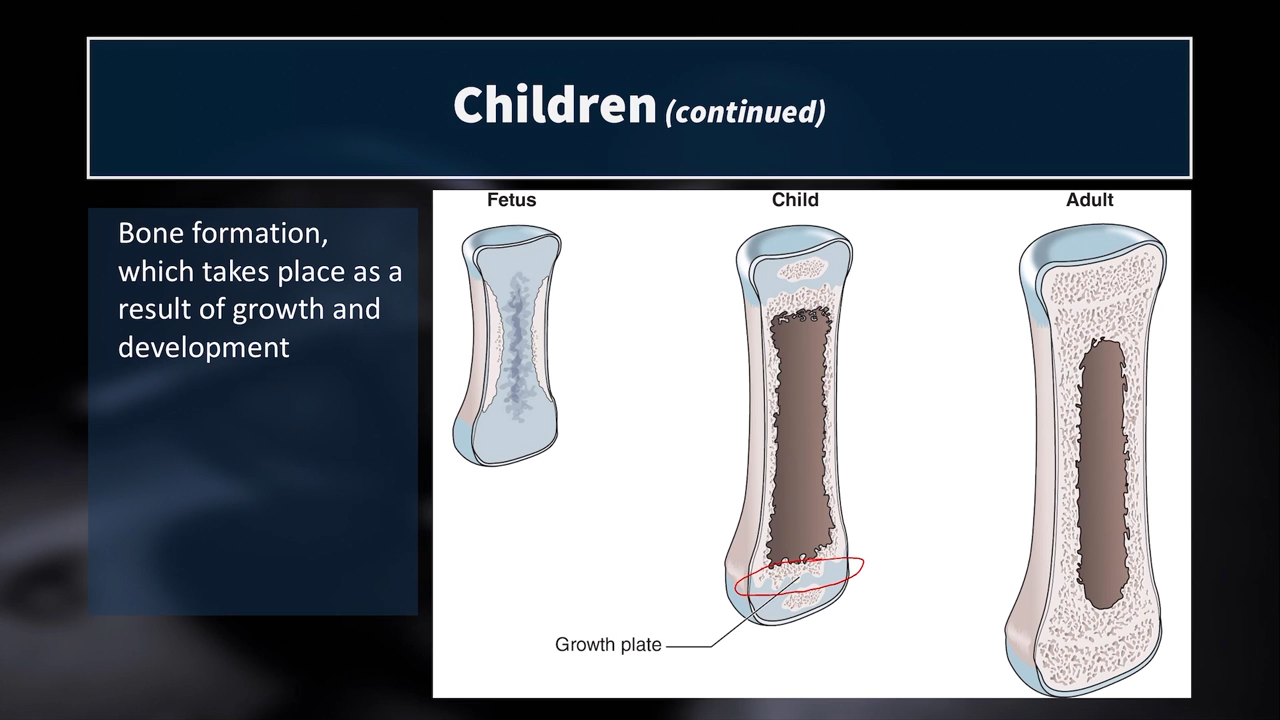 Children (continued)
Bone formation,
which takes place as a
result of growth and
development
Fetus
Child
Adult
Growth plate